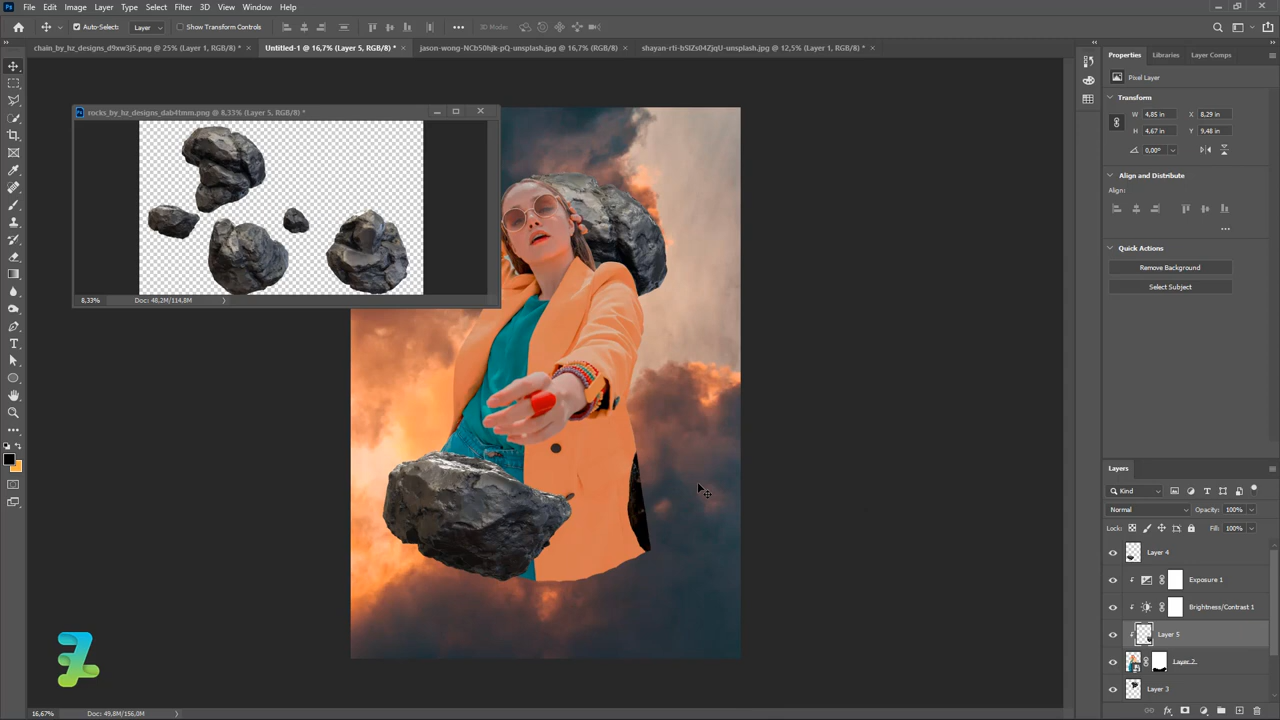 File Edit Image Layer Type Select Filter 3D View Window Help
Auto-Select: Layer Show Transform Controls 3D Mode:
chain_by_hz_designs_d9xw3j5.png @ 25% (Layer 1, RGB/8) *
Untitled-1 @ 16,7% (Layer 5, RGB/8) *
jason-wong-NCb50hjk-pQ-unsplash.jpg @ 16,7% (RGB/8)
shayan-rti-b5IZs04ZjqU-unsplash.jpg @ 12,5% (Layer 1, RGB/8) *
rocks_by_hz_designs_dab4tmm.png @ 8,33% (Layer 5, RGB/8) *
8,33% Doc: 48,2M/114,8M
Properties Libraries Layer Comps
Pixel Layer
Transform
W 4,85 in X 8.29 in
H 4,67 in Y 9.48 in
0,00°
Align and Distribute
Align:
Quick Actions
Remove Background
Select Subject
Layers
Kind
Normal Opacity: 100%
Lock: Fill: 100%
Layer 4
Exposure 1
Brightness/Contrast 1
Layer 5
Layer 2
Layer 3
16,67% Doc: 49,8M/156,0M